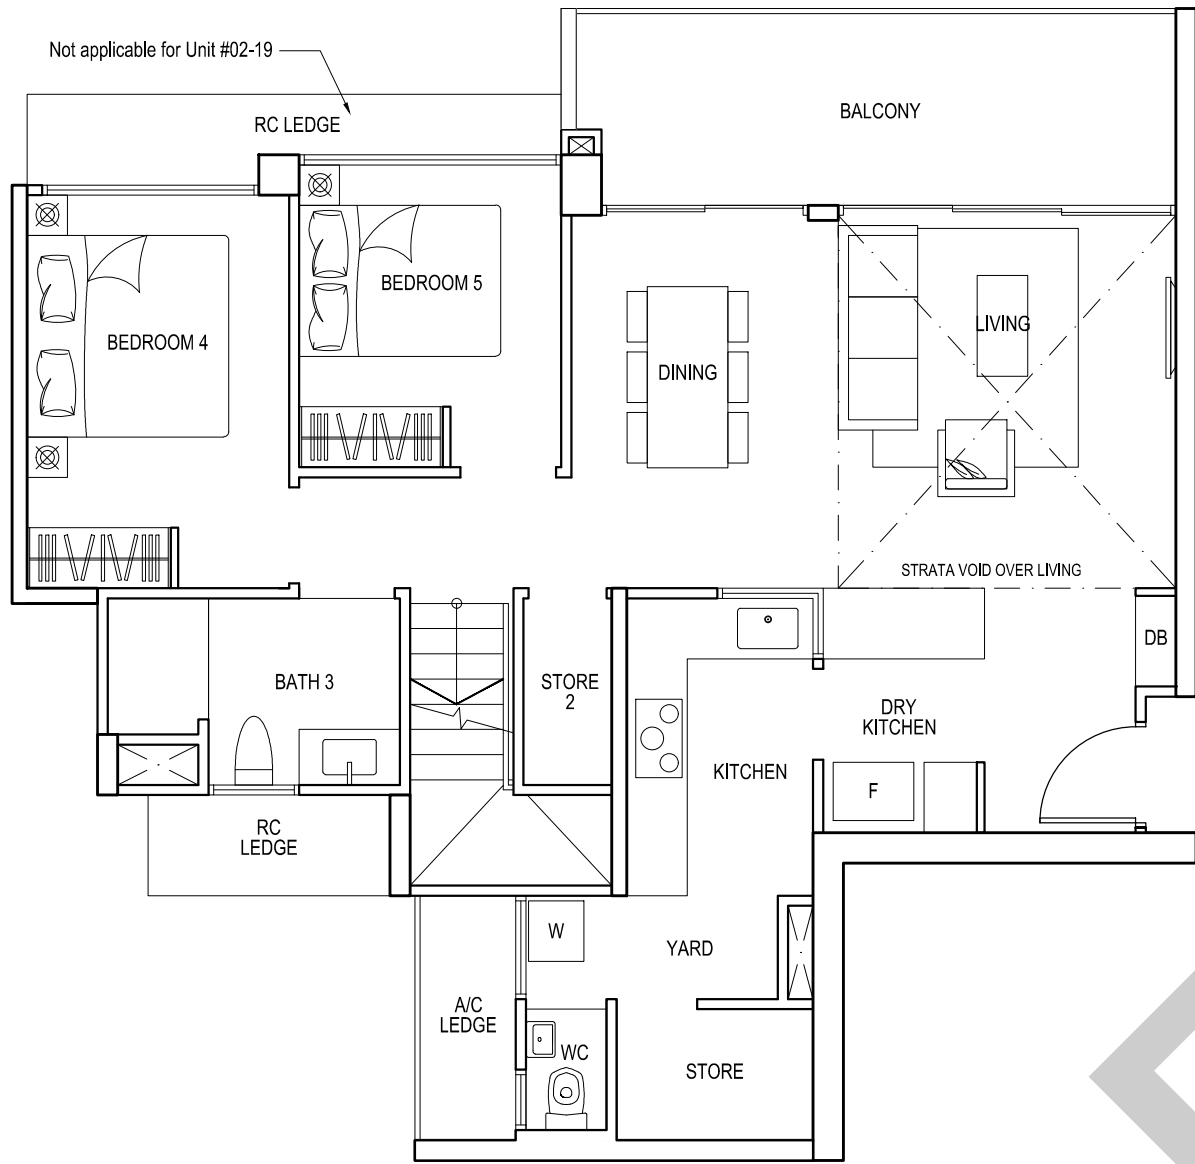 Not applicable for Unit #02-19
RC LEDGE
BALCONY
BEDROOM 5
BEDROOM 4
LIVING
DINING
STRATA VOID OVER LIVING
DB
BATH 3
STORE
2
DRY
KITCHEN
KITCHEN
F
RC
LEDGE
W
YARD
A/C
LEDGE
WC
STORE